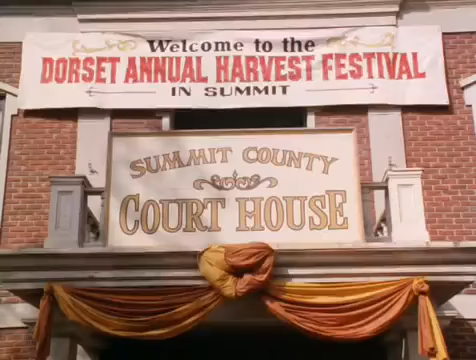 Welcome to the
DORSET ANNUAL HARVEST FESTIVAL
IN SUMMIT
SUMMIT COUNTY
COURT HOUSE